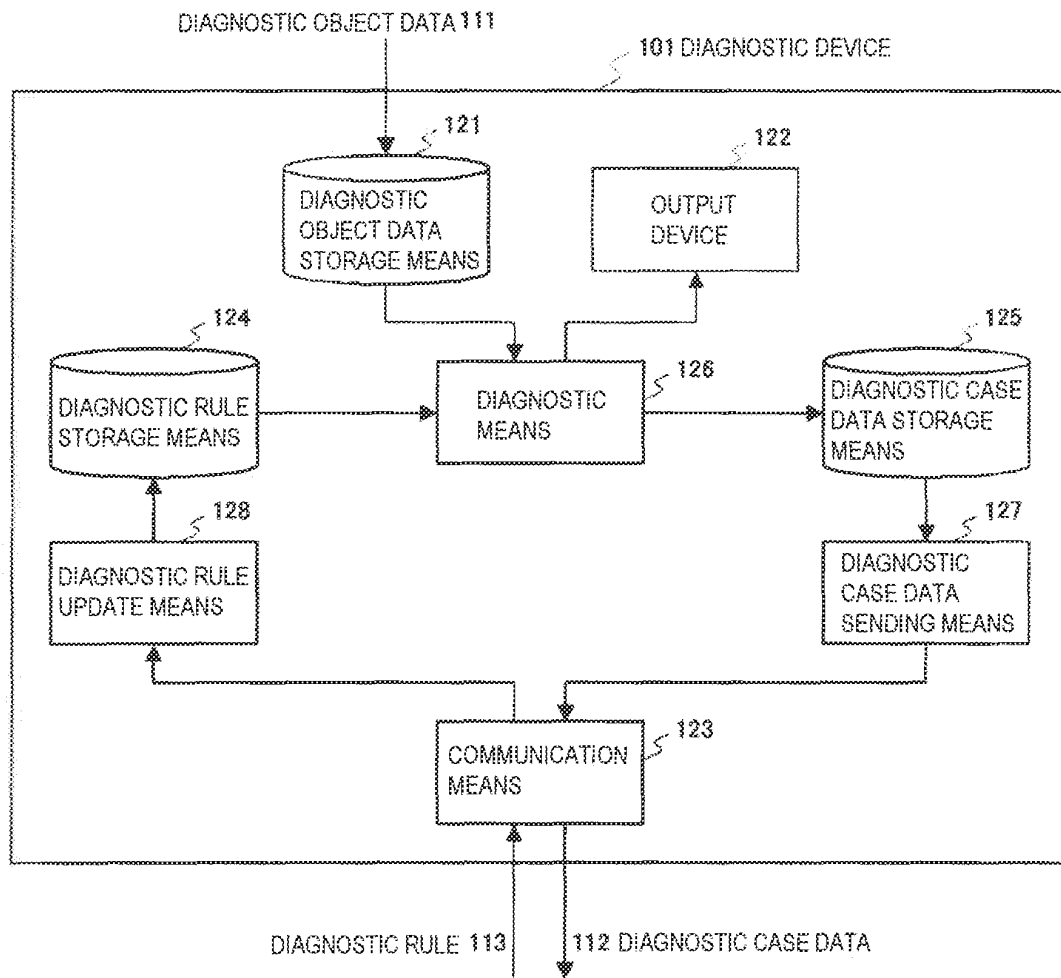 DIAGNOSTIC OBJECT DATA 111
101 DIAGNOSTIC DEVICE
121
DIAGNOSTIC
OBJECT DATA
STORAGE MEANS
122
OUTPUT
DEVICE
124
DIAGNOSTIC RULE
STORAGE MEANS
DIAGNOSTIC
MEANS
126
125
DIAGNOSTIC CASE
DATA STORAGE
MEANS
128
DIAGNOSTIC RULE
UPDATE MEANS
127
DIAGNOSTIC
CASE DATA
SENDING MEANS
COMMUNICATION
MEANS
123
DIAGNOSTIC RULE 113
112 DIAGNOSTIC CASE DATA